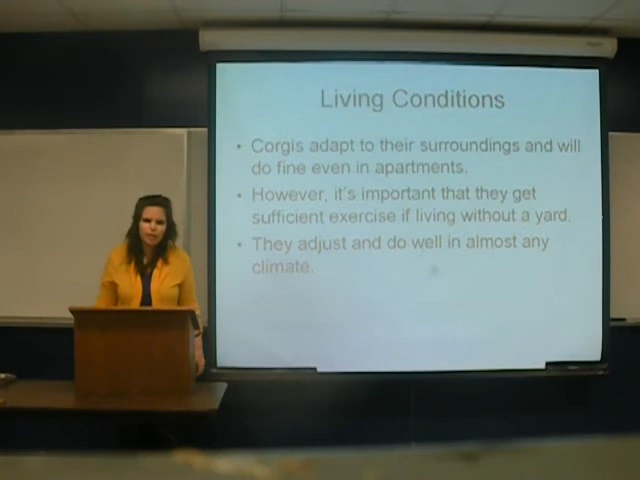 Living Conditions
• Corgis adapt to their surroundings and will
do fine even in apartments.
• However, it's important that they get
sufficient exercise if living without a yard.
• They adjust and do well in almost any
climate.